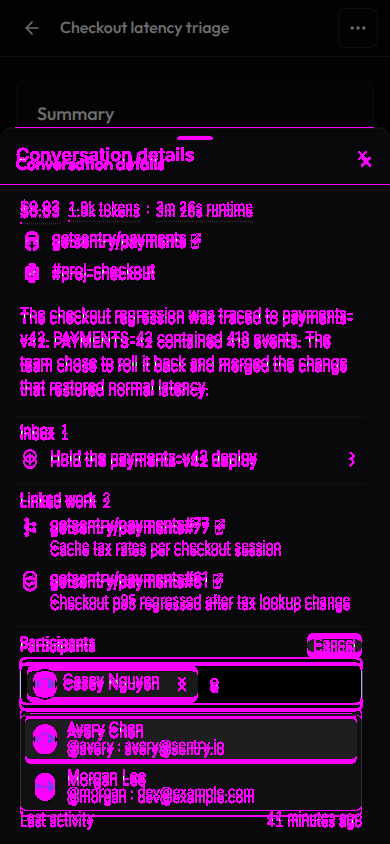 Checkout latency triage
Summary
Conversation details
$0.03 1.9k tokens · 3m 26s runtime
getsentry/payments
#proj-checkout
The checkout regression was traced to payments-
v42. PAYMENTS-42 contained 418 events. The
team chose to roll it back and merged the change
that restored normal latency.
Inbox 1
Hold the payments-v42 deploy
Linked work 2
getsentry/payments#77
Cache tax rates per checkout session
getsentry/payments#61
Checkout p95 regressed after tax lookup change
Participants Cancel
Casey Nguyen
Avery Chen
@avery · avery@sentry.io
Morgan Lee
@morgan · dev@example.com
Last activity 41 minutes ago